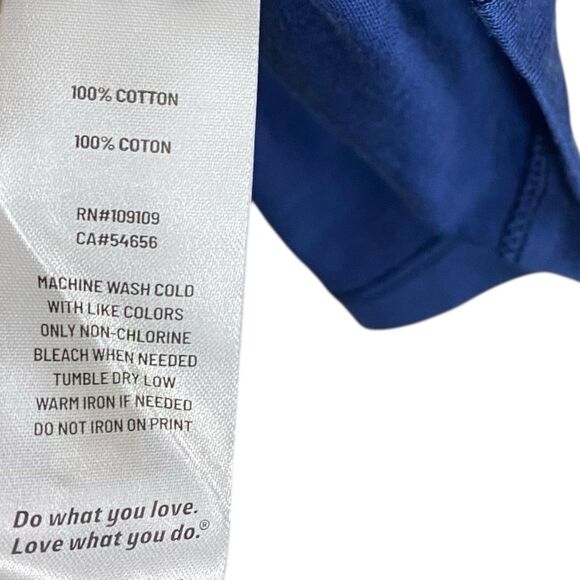 100% COTTON
100% COTON
RN#109109
CA#54656
MACHINE WASH COLD
WITH LIKE COLORS
ONLY NON-CHLORINE
BLEACH WHEN NEEDED
TUMBLE DRY LOW
WARM IRON IF NEEDED
DO NOT IRON ON PRINT
Do what you love.
Love what you do.®